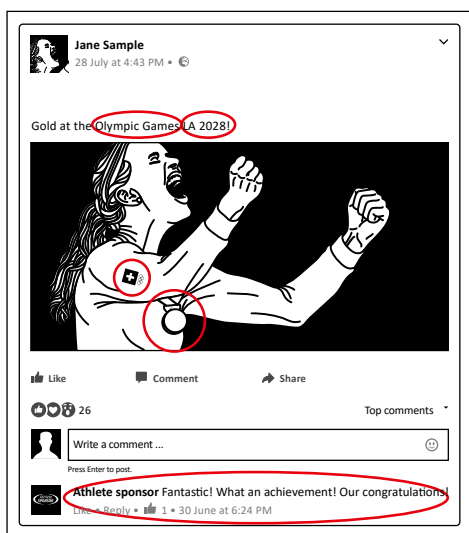 Jane Sample
28 July at 4:43 PM •
Gold at the Olympic Games LA 2028!
Like Comment Share
26 Top comments
Write a comment ...
Press Enter to post.
Athlete sponsor Fantastic! What an achievement! Our congratulations!
Like • Reply • 1 • 30 June at 6:24 PM